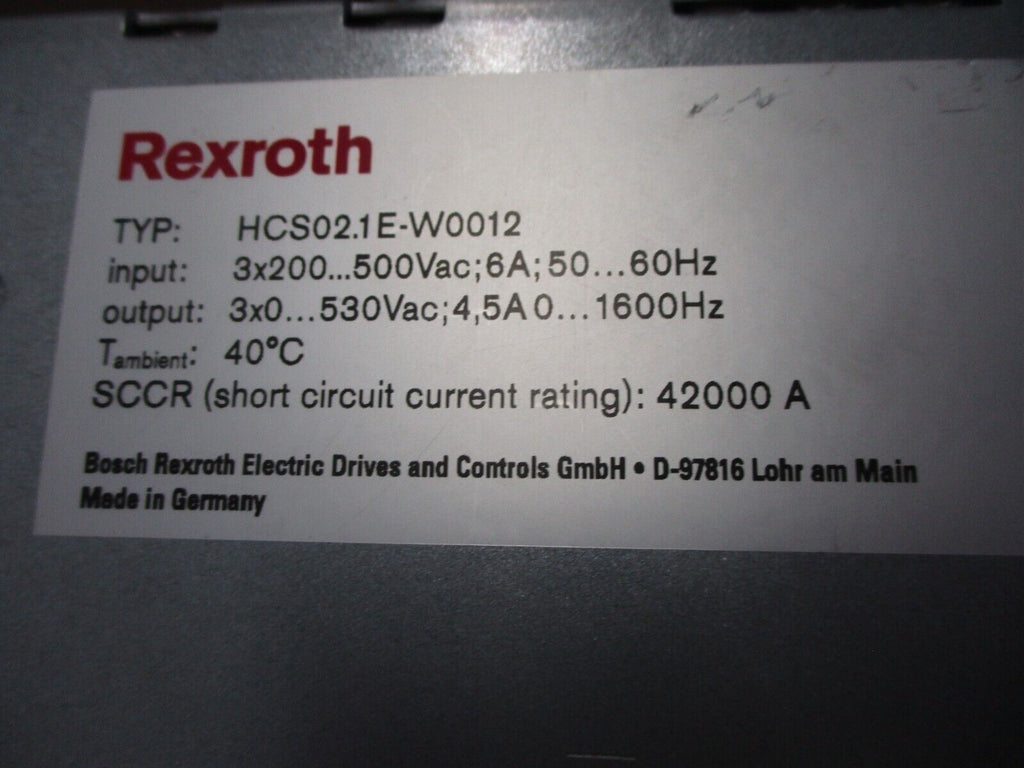 Rexroth
TYP: HCS02.1E-W0012
input: 3x200...500Vac;6A;50...60Hz
output: 3x0...530Vac;4,5A0...1600Hz
Tambient: 40°C
SCCR (short circuit current rating): 42000 A
Bosch Rexroth Electric Drives and Controls GmbH • D-97816 Lohr am Main
Made in Germany